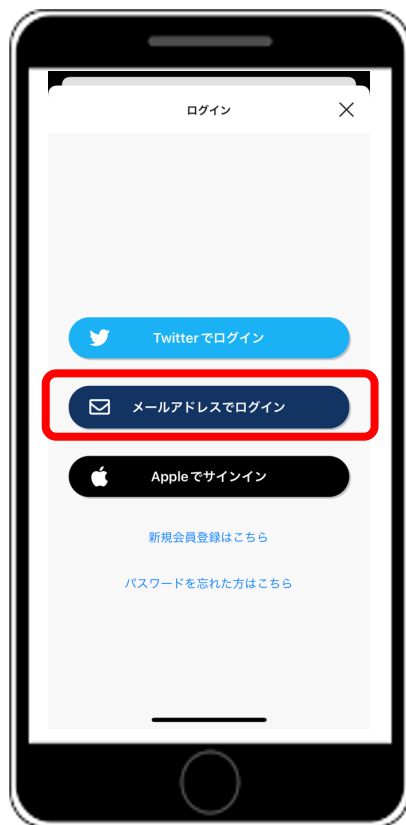 ログイン
Twitterでログイン
メールアドレスでログイン
Appleでサインイン
新規会員登録はこちら
パスワードを忘れた方はこちら